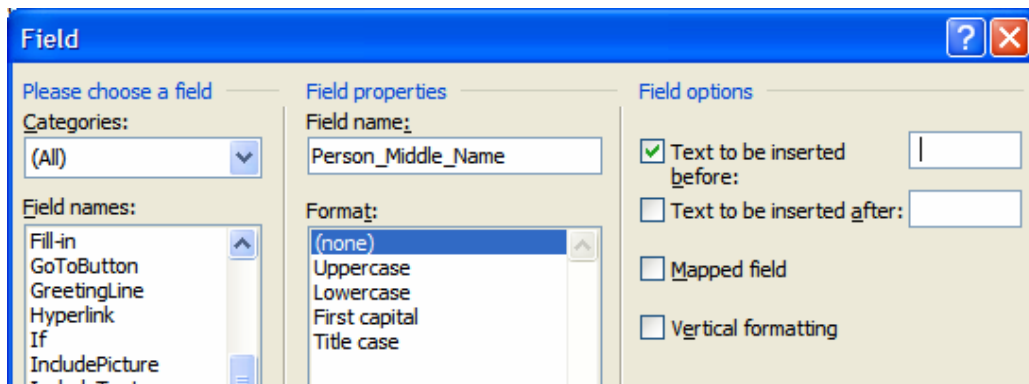 Field
Please choose a field
Categories:
(All)
Field names:
Fill-in
GoToButton
GreetingLine
Hyperlink
If
IncludePicture
Field properties
Field name:
Person_Middle_Name
Format:
(none)
Uppercase
Lowercase
First capital
Title case
Field options
Text to be inserted
before:
Text to be inserted after:
Mapped field
Vertical formatting